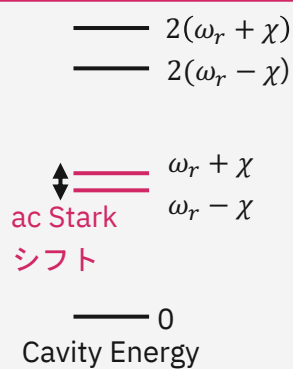 2(ω_r + χ)
2(ω_r − χ)
ω_r + χ
ω_r − χ
ac Stark
シフト
0
Cavity Energy